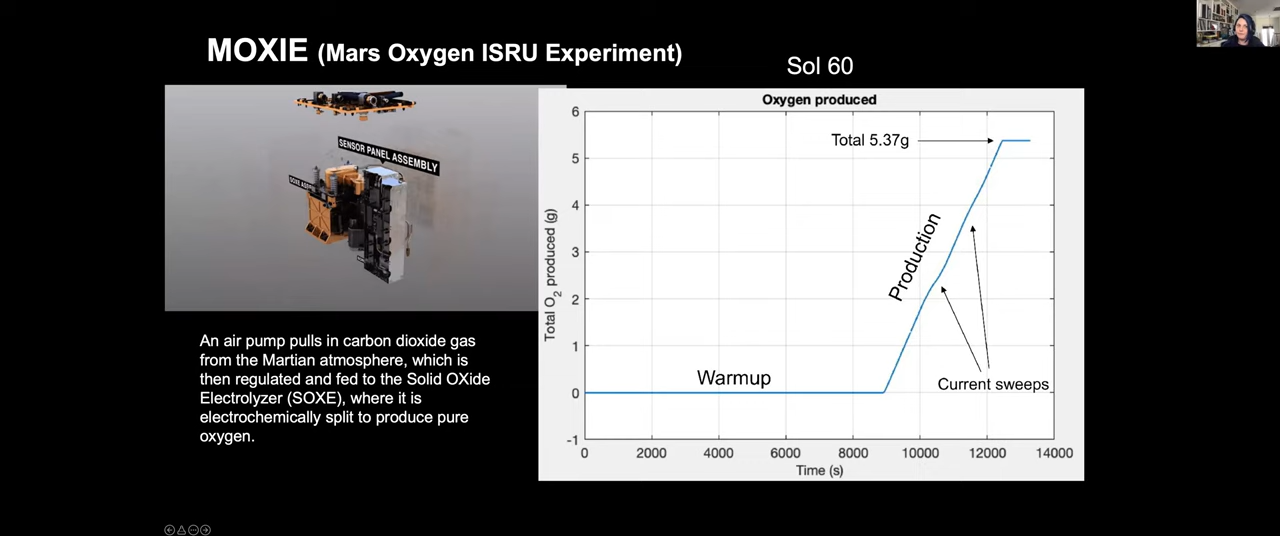 MOXIE (Mars Oxygen ISRU Experiment)
Sol 60
SENSOR PANEL ASSEMBLY
SOXE
An air pump pulls in carbon dioxide gas
from the Martian atmosphere, which is
then regulated and fed to the Solid OXide
Electrolyzer (SOXE), where it is
electrochemically split to produce pure
oxygen.
Oxygen produced
Total O2 produced (g)
6
5
4
3
2
1
0
-1
Total 5.37g
Production
Warmup
Current sweeps
0 2000 4000 6000 8000 10000 12000 14000
Time (s)